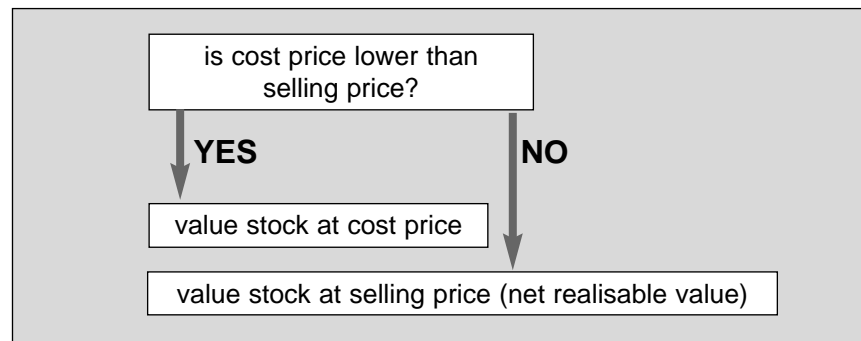 is cost price lower than
selling price?
YES
NO
value stock at cost price
value stock at selling price (net realisable value)